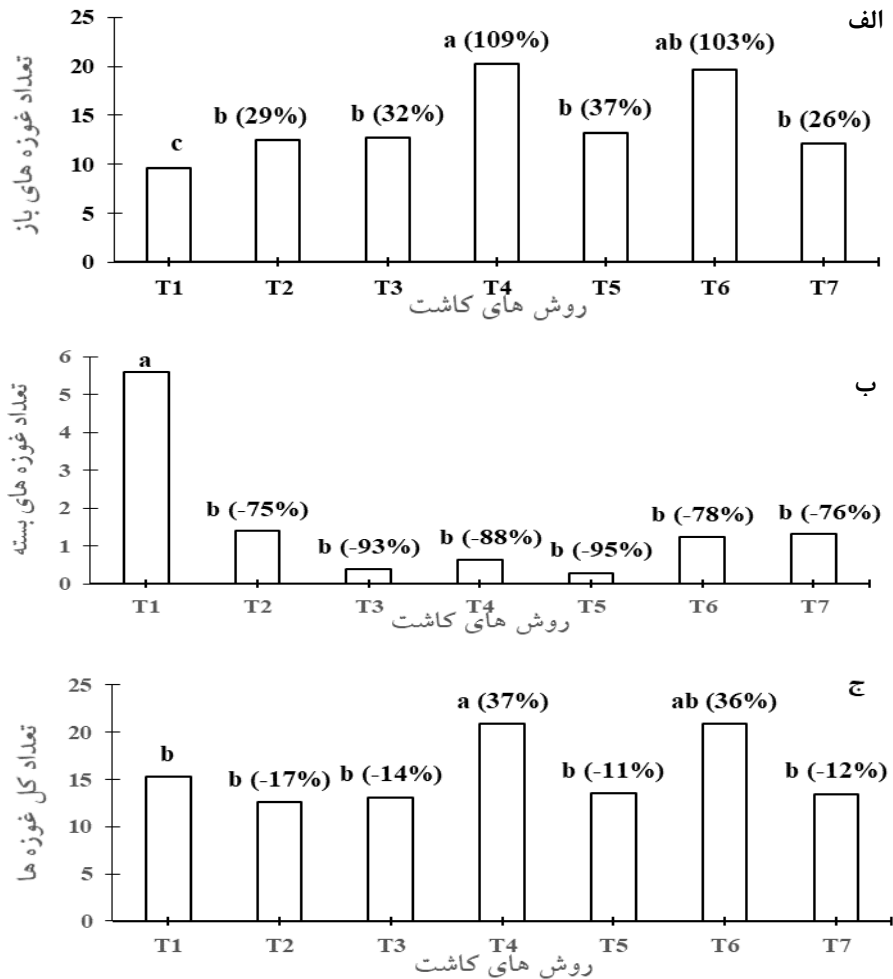 الف
تعداد غوزه های باز
25
20
15
10
5
0
c
b (29%)
b (32%)
a (109%)
b (37%)
ab (103%)
b (26%)
T1 T2 T3 T4 T5 T6 T7
روش های کاشت
ب
تعداد غوزه های بسته
6
5
4
3
2
1
0
a
b (-75%)
b (-93%)
b (-88%)
b (-95%)
b (-78%)
b (-76%)
T1 T2 T3 T4 T5 T6 T7
روش های کاشت
ج
تعداد کل غوزه ها
25
20
15
10
5
0
b
b (-17%)
b (-14%)
a (37%)
b (-11%)
ab (36%)
b (-12%)
T1 T2 T3 T4 T5 T6 T7
روش های کاشت